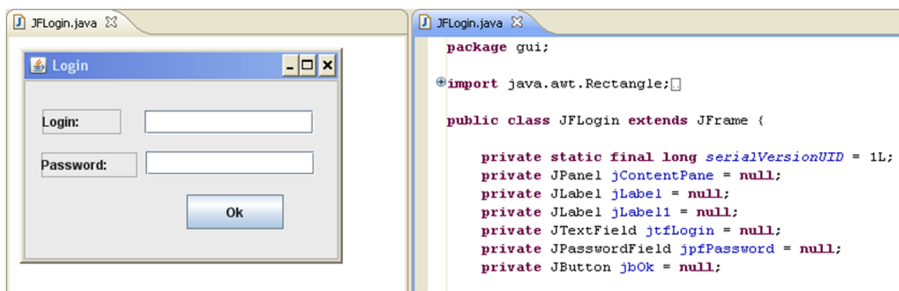 JFLogin.java
Login
Login:
Password:
Ok
JFLogin.java
package gui;
import java.awt.Rectangle;
public class JFLogin extends JFrame {
private static final long serialVersionUID = 1L;
private JPanel jContentPane = null;
private JLabel jLabel = null;
private JLabel jLabel1 = null;
private JTextField jtfLogin = null;
private JPasswordField jpfPassword = null;
private JButton jbOk = null;